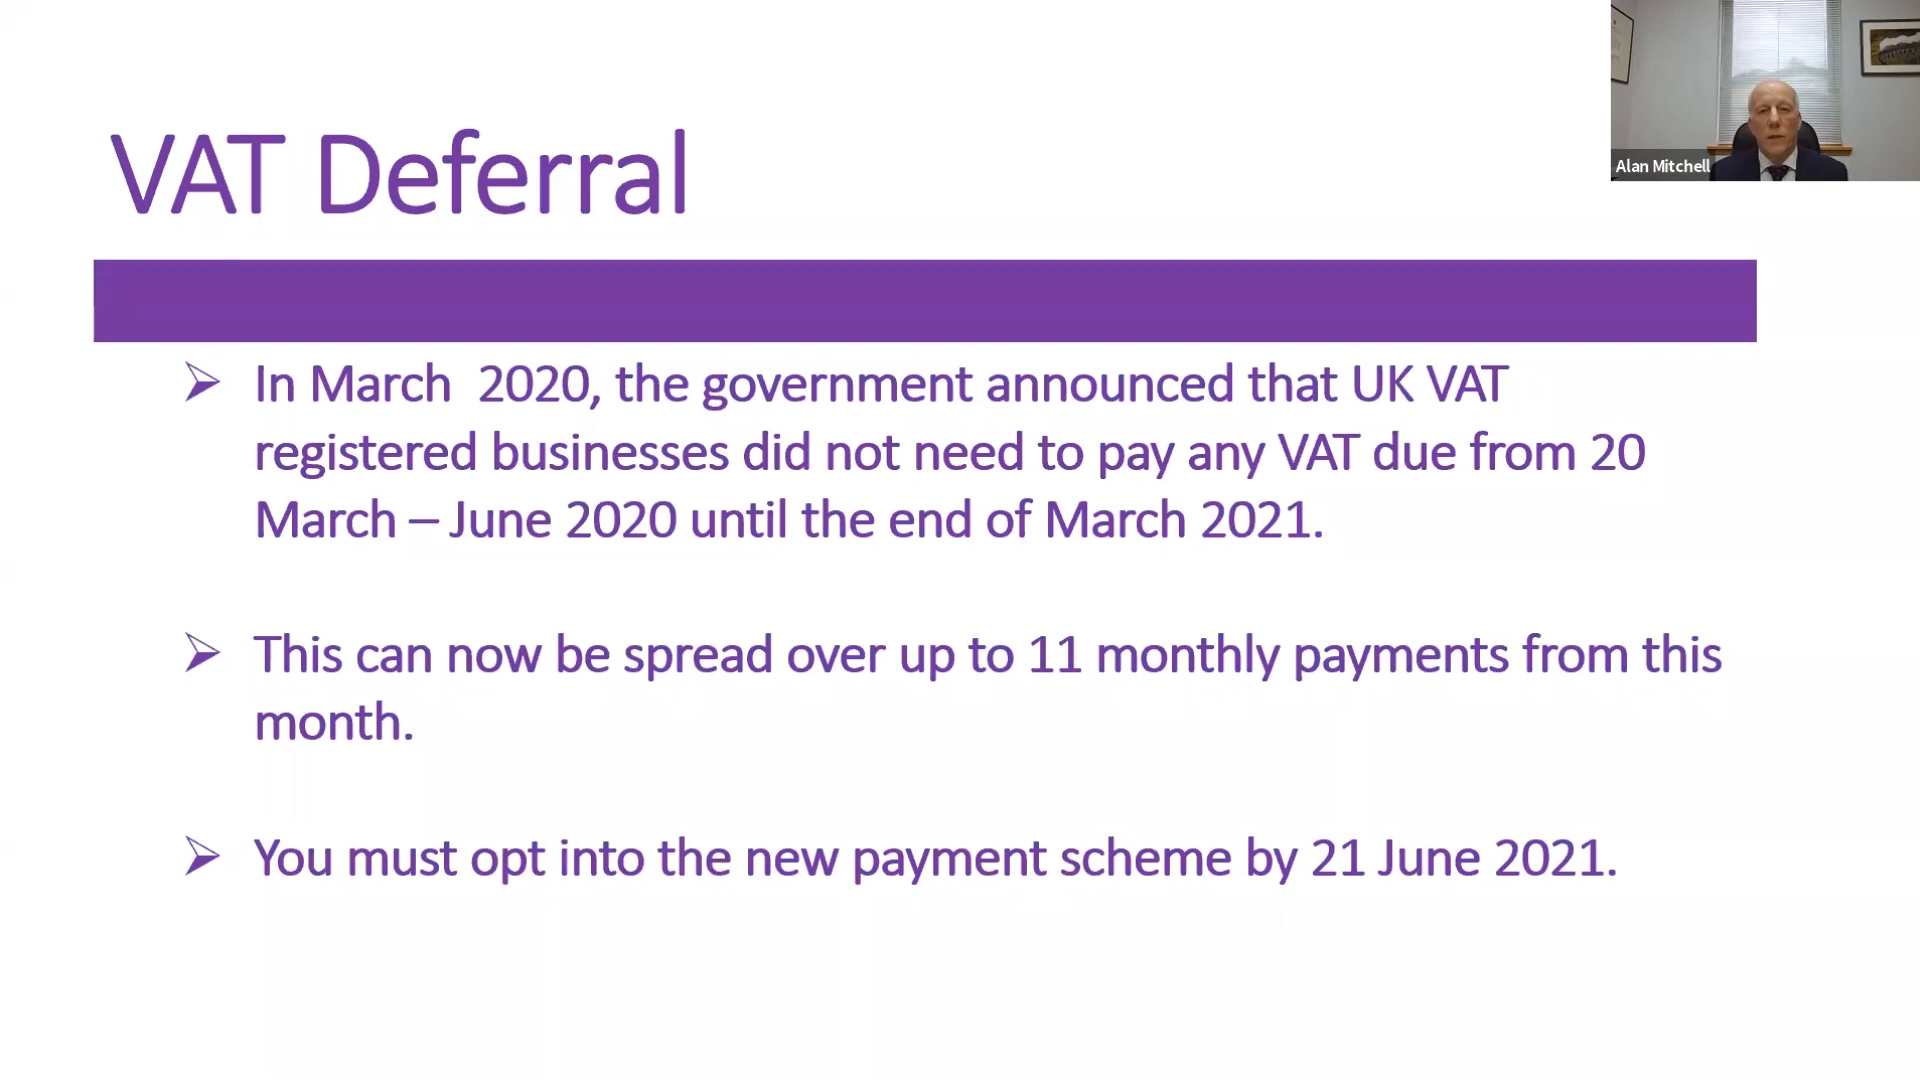 VAT Deferral
Alan Mitchell
➢ In March  2020, the government announced that UK VAT
registered businesses did not need to pay any VAT due from 20
March – June 2020 until the end of March 2021.
➢ This can now be spread over up to 11 monthly payments from this
month.
➢ You must opt into the new payment scheme by 21 June 2021.